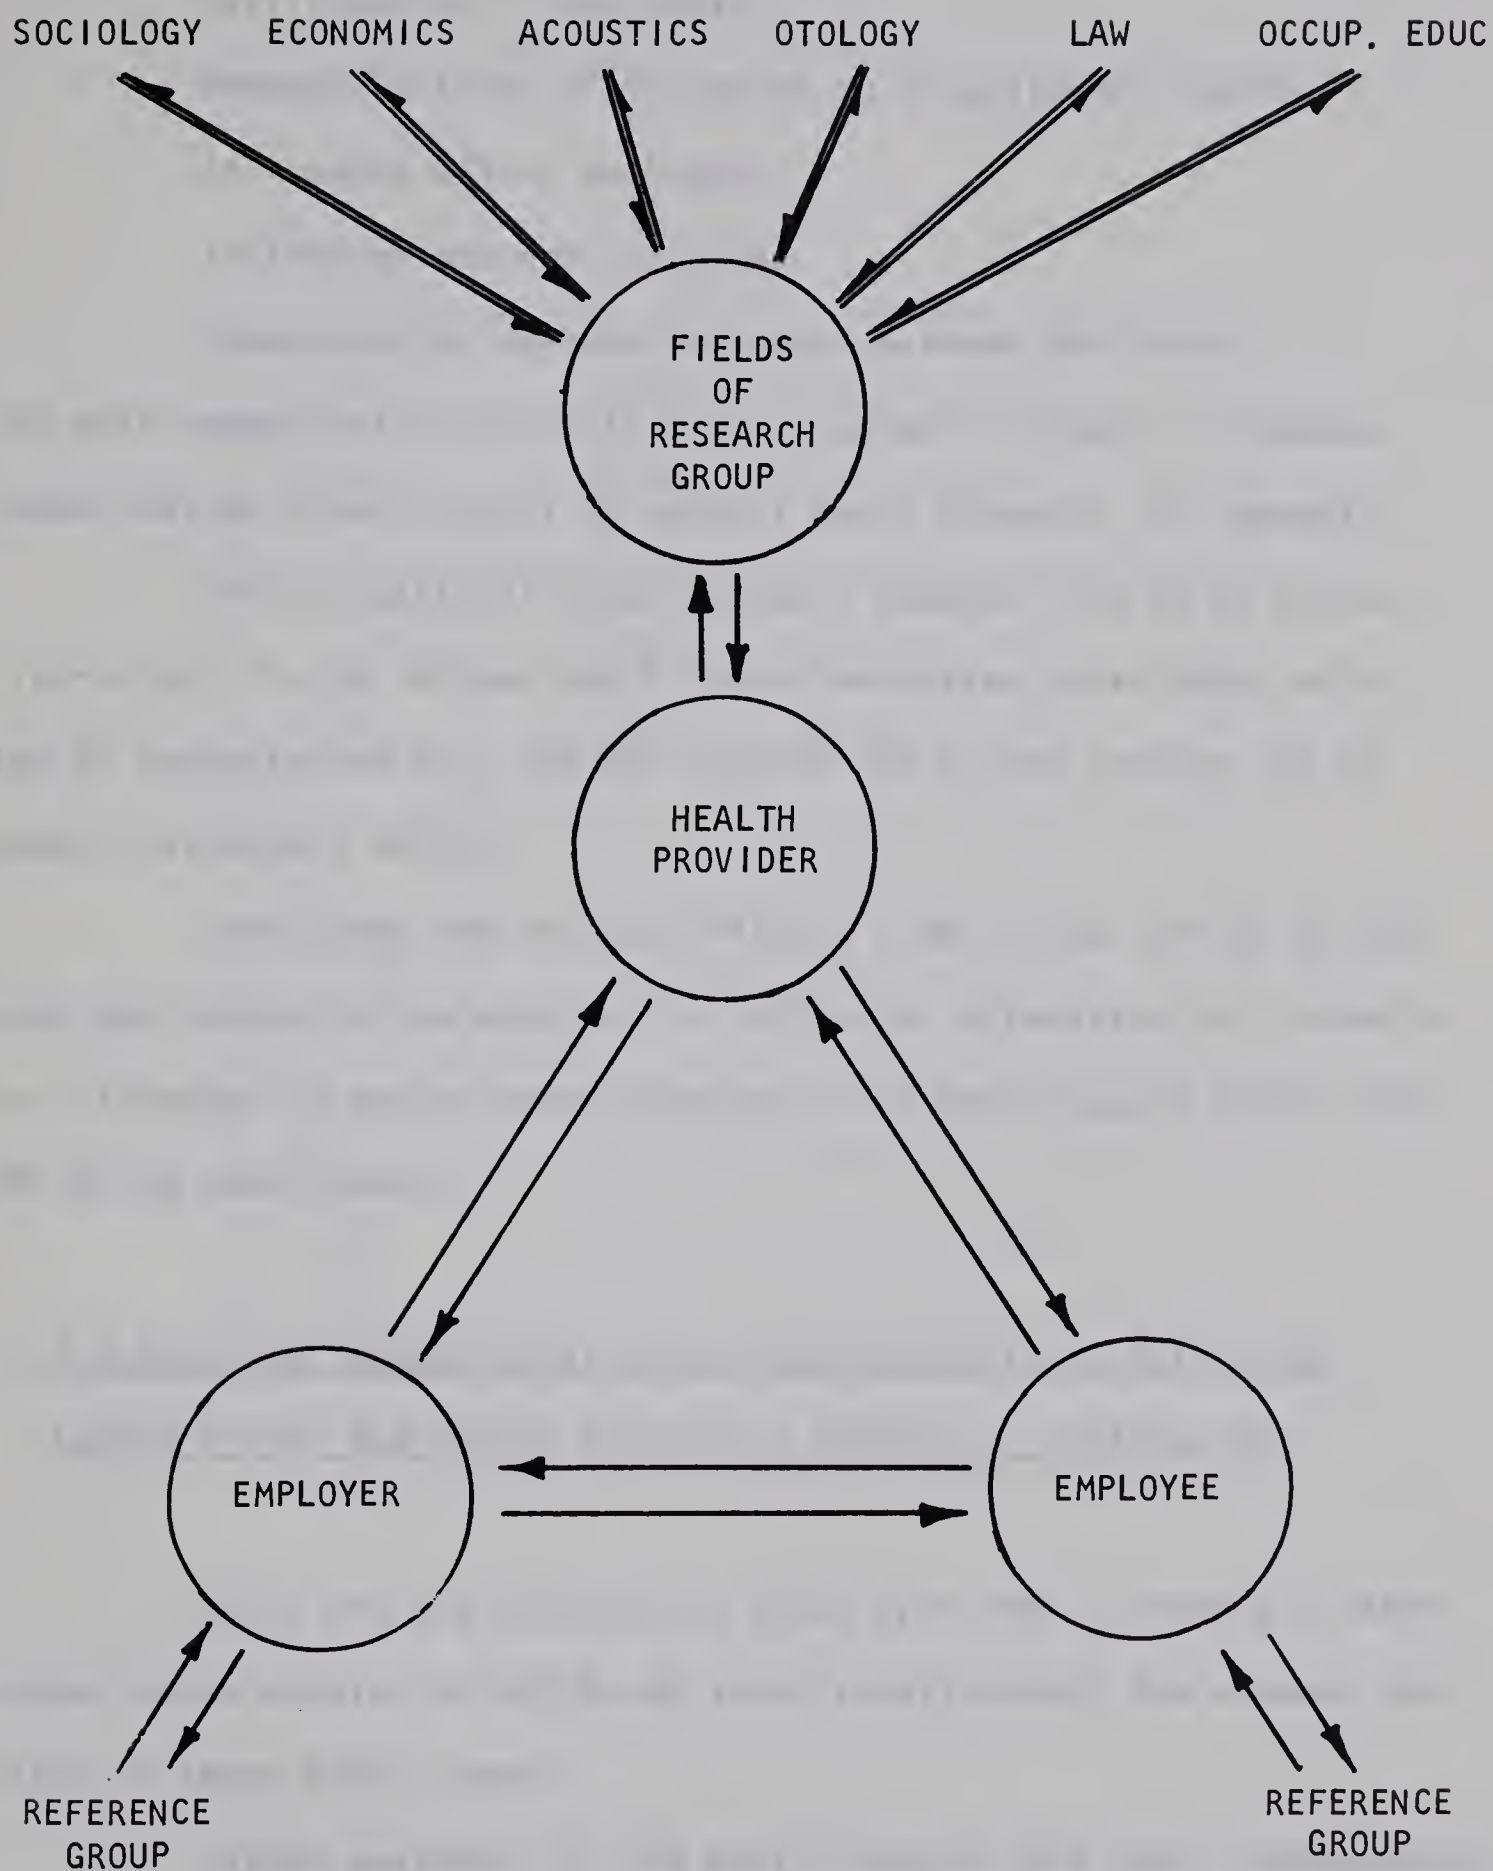 SOCIOLOGY ECONOMICS ACOUSTICS OTOLOGY LAW OCCUP. EDUC
FIELDS
OF
RESEARCH
GROUP
HEALTH
PROVIDER
EMPLOYER
EMPLOYEE
REFERENCE
GROUP
REFERENCE
GROUP